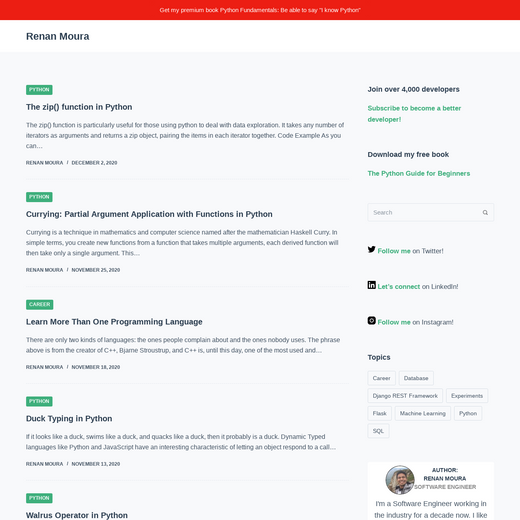 Get my premium book Python Fundamentals: Be able to say "I know Python"
Renan Moura
PYTHON
The zip() function in Python
The zip() function is particularly useful for those using python to deal with data exploration. It takes any number of
iterators as arguments and returns a zip object, pairing the items in each iterator together. Code Example As you
can…
RENAN MOURA / DECEMBER 2, 2020
PYTHON
Currying: Partial Argument Application with Functions in Python
Currying is a technique in mathematics and computer science named after the mathematician Haskell Curry. In
simple terms, you create new functions from a function that takes multiple arguments, each derived function will
then take only a single argument. This…
RENAN MOURA / NOVEMBER 25, 2020
CAREER
Learn More Than One Programming Language
There are only two kinds of languages: the ones people complain about and the ones nobody uses. The phrase
above is from the creator of C++, Bjarne Stroustrup, and C++ is, until this day, one of the most used and…
RENAN MOURA / NOVEMBER 18, 2020
PYTHON
Duck Typing in Python
If it looks like a duck, swims like a duck, and quacks like a duck, then it probably is a duck. Dynamic Typed
languages like Python and JavaScript have an interesting characteristic of letting an object respond to a call…
RENAN MOURA / NOVEMBER 13, 2020
PYTHON
Walrus Operator in Python
Join over 4,000 developers
Subscribe to become a better
developer!
Download my free book
The Python Guide for Beginners
Search
Follow me on Twitter!
Let's connect on LinkedIn!
Follow me on Instagram!
Topics
Career Database
Django REST Framework Experiments
Flask Machine Learning Python
SQL
AUTHOR:
RENAN MOURA
SOFTWARE ENGINEER
I'm a Software Engineer working in
the industry for a decade now. I like